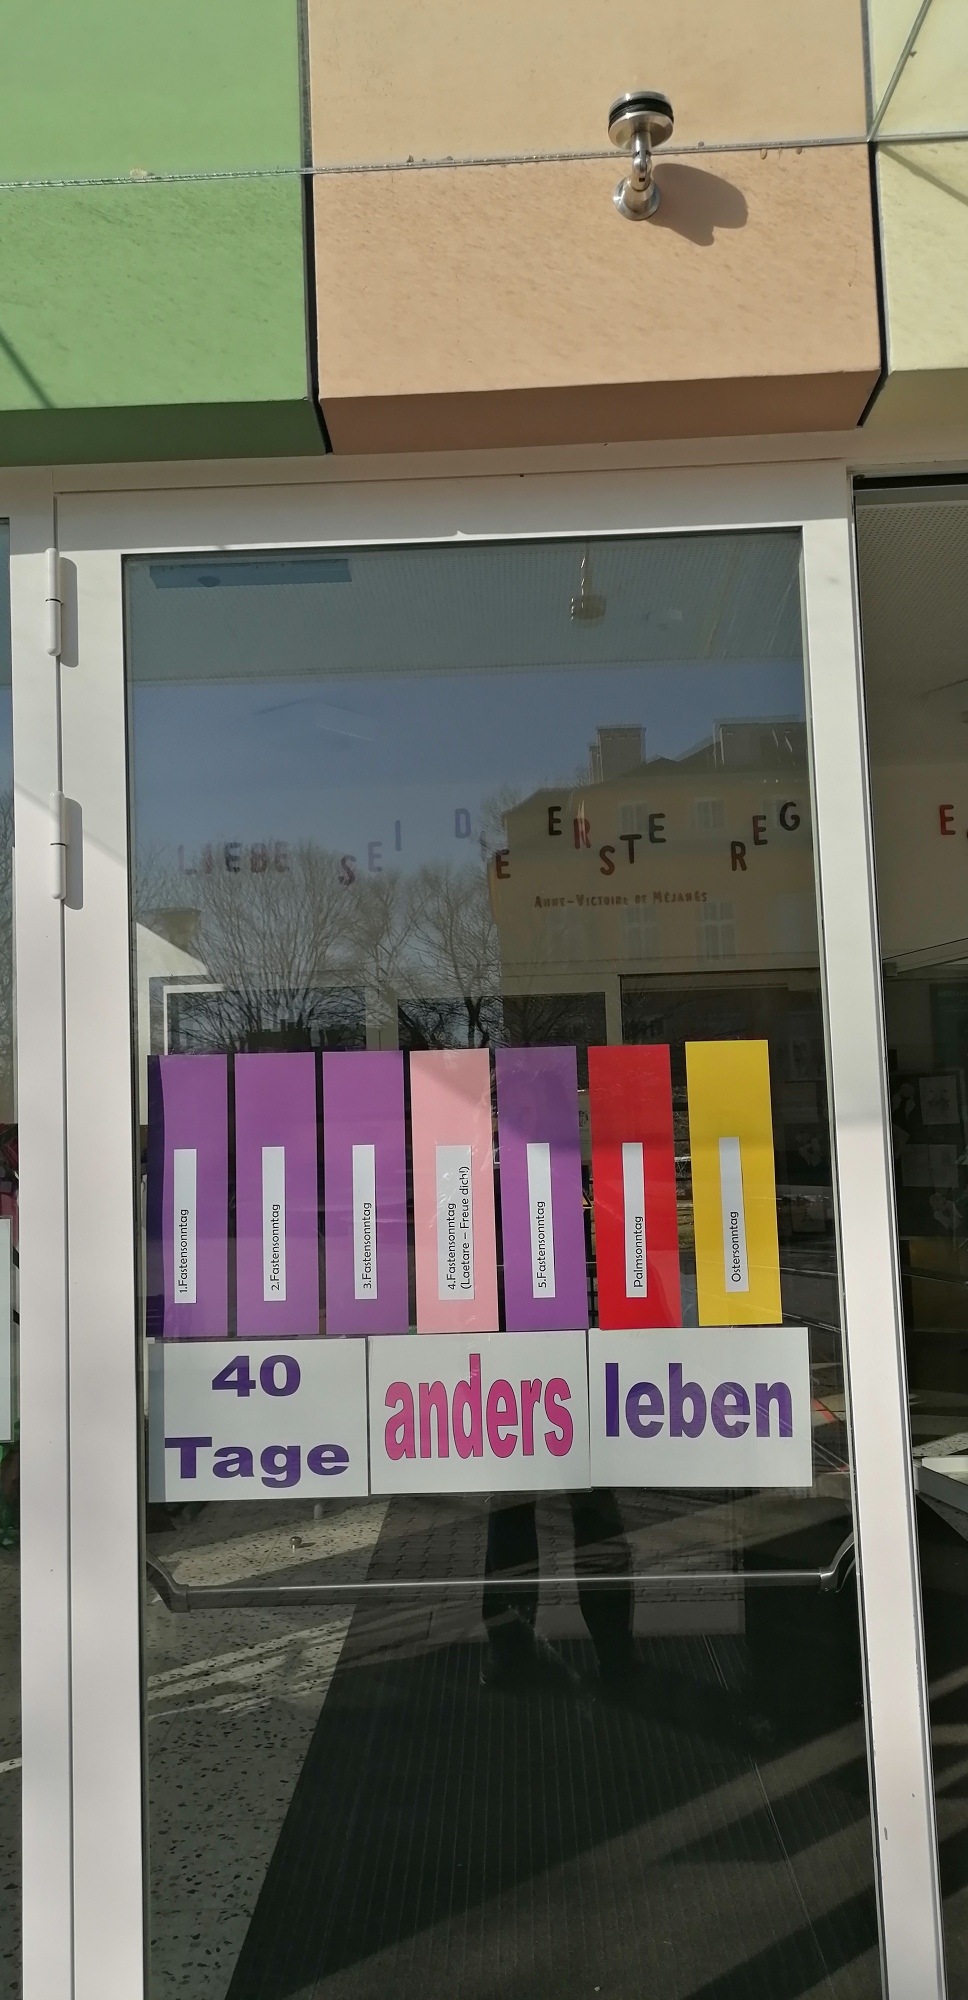 LIEBE SEI DIE ERSTE REG
E
Anne-Victoire de Méjanès
1.Fastensonntag
2.Fastensonntag
3.Fastensonntag
4.Fastensonntag
(Laetare – Freue dich!)
5.Fastensonntag
Palmsonntag
Ostersonntag
40
Tage
anders
leben